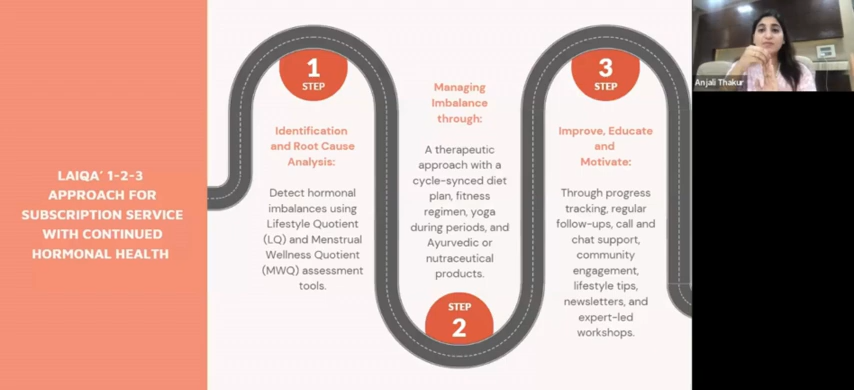 LAIQA' 1-2-3
APPROACH FOR
SUBSCRIPTION SERVICE
WITH CONTINUED
HORMONAL HEALTH
1
STEP
Identification
and Root Cause
Analysis:
Detect hormonal
imbalances using
Lifestyle Quotient
(LQ) and Menstrual
Wellness Quotient
(MWQ) assessment
tools.
Managing
Imbalance
through:
A therapeutic
approach with a
cycle-synced diet
plan, fitness
regimen, yoga
during periods, and
Ayurvedic or
nutraceutical
products.
STEP
2
3
STEP
Improve, Educate
and
Motivate:
Through progress
tracking, regular
follow-ups, call and
chat support,
community
engagement,
lifestyle tips,
newsletters, and
expert-led
workshops.
Anjali Thakur